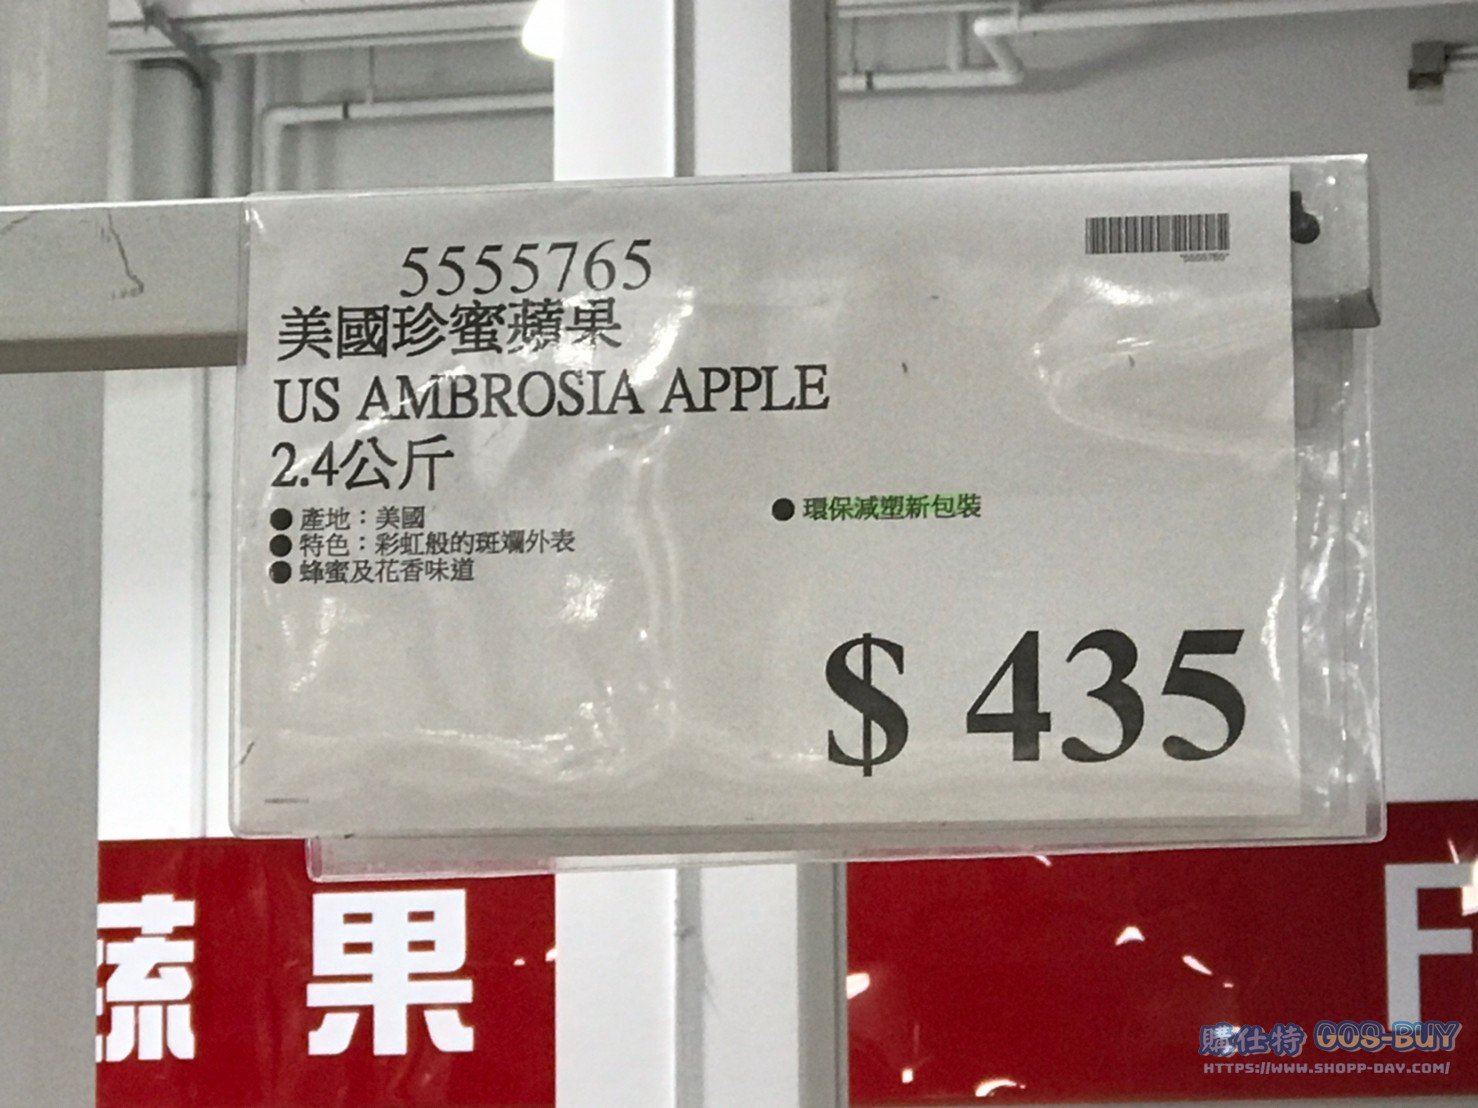 5555765
美國珍蜜蘋果
US AMBROSIA APPLE
2.4公斤
● 產地：美國
● 特色：彩虹般的斑斕外表
● 蜂蜜及花香味道
● 環保減塑新包裝
$ 435
蔬果
F
購仕特 GOS-BUY
HTTPS://WWW.SHOPP-DAY.COM/